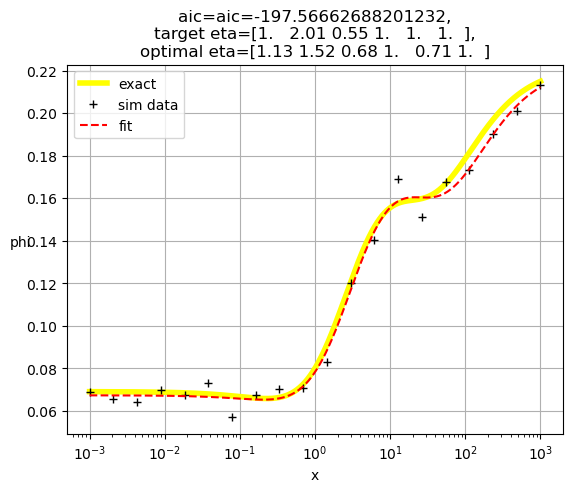 aic=aic=-197.56662688201232,
target eta=[1.   2.01 0.55 1.   1.   1.  ],
optimal eta=[1.13 1.52 0.68 1.   0.71 1.  ]
exact
sim data
fit
0.22
0.20
0.18
0.16
0.14
phi
0.12
0.10
0.08
0.06
10⁻³
10⁻²
10⁻¹
10⁰
10¹
10²
10³
x